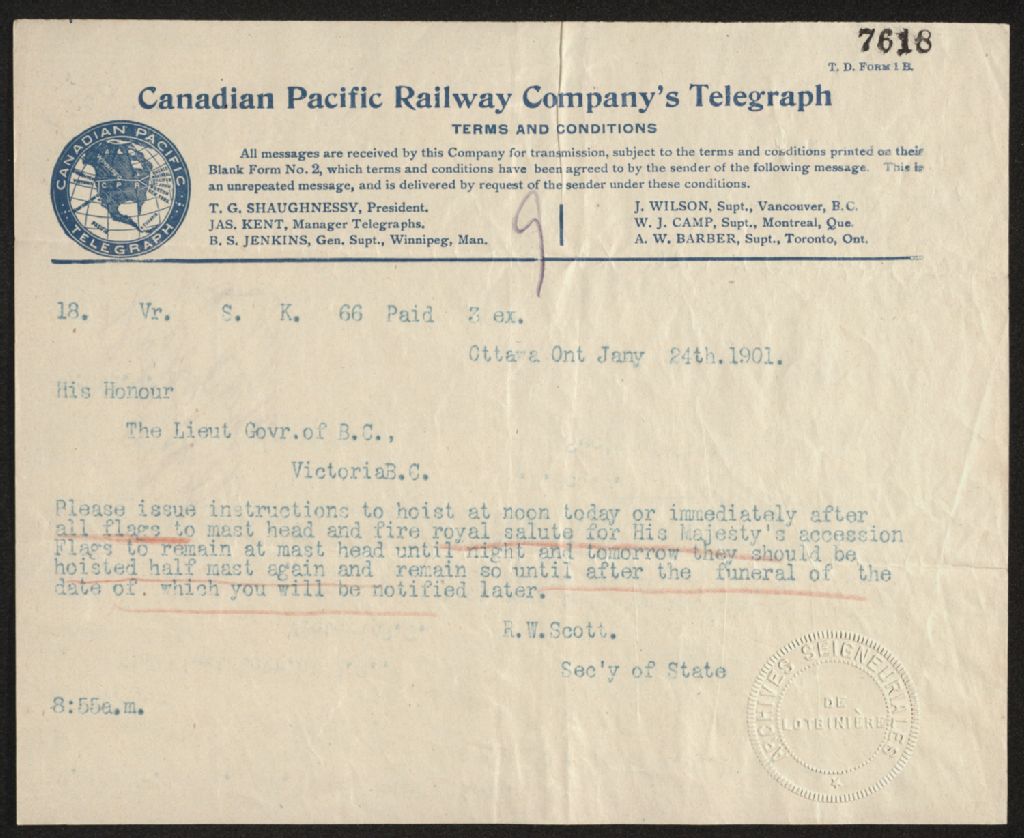 7618
T. D. Form 1 B.
Canadian Pacific Railway Company's Telegraph
TERMS AND CONDITIONS
CANADIAN PACIFIC
C P R
TELEGRAPH
All messages are received by this Company for transmission, subject to the terms and conditions printed on their
Blank Form No. 2, which terms and conditions have been agreed to by the sender of the following message. This is
an unrepeated message, and is delivered by request of the sender under these conditions.
T. G. SHAUGHNESSY, President.
JAS. KENT, Manager Telegraphs.
B. S. JENKINS, Gen. Supt., Winnipeg, Man.
J. WILSON, Supt., Vancouver, B.C.
W. J. CAMP, Supt., Montreal, Que.
A. W. BARBER, Supt., Toronto, Ont.
9
18. Vr. S. K. 66 Paid 3 ex.
Ottawa Ont Jany 24th.1901.
His Honour
The Lieut Govr.of B.C.,
VictoriaB.C.
Please issue instructions to hoist at noon today or immediately after
all flags to mast head and fire royal salute for His Majesty's accession
Flags to remain at mast head until night and tomorrow they should be
hoisted half mast again and remain so until after the funeral of the
date of. which you will be notified later.
R.W.Scott.
Sec'y of State
8:55a.m.
ARCHIVES SEIGNEURIALES
DE
LOTBINIÈRE